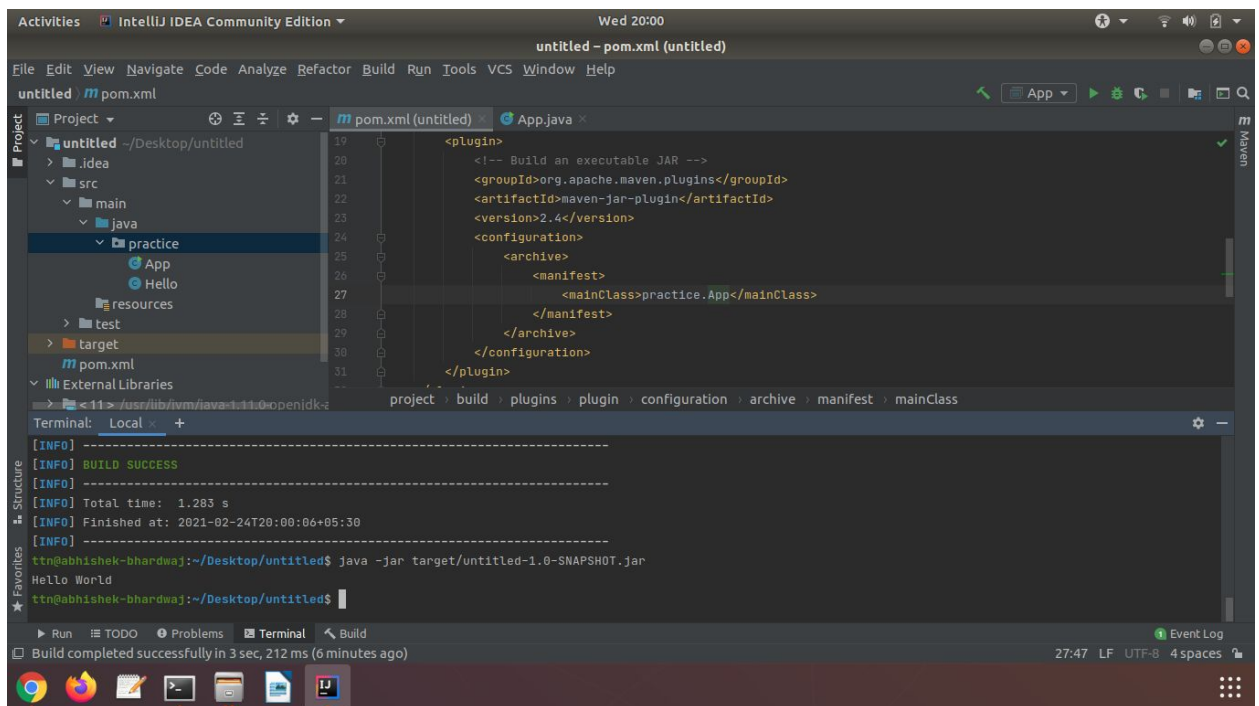 Activities IntelliJ IDEA Community Edition Wed 20:00
untitled – pom.xml (untitled)
File Edit View Navigate Code Analyze Refactor Build Run Tools VCS Window Help
untitled m pom.xml App
Project pom.xml (untitled) App.java
Project
Maven
untitled ~/Desktop/untitled
.idea
src
main
java
practice
App
Hello
resources
test
target
pom.xml
External Libraries
< 11 > /usr/lib/jvm/java-1.11.0-openjdk-a
19 <plugin>
20 <!-- Build an executable JAR -->
21 <groupId>org.apache.maven.plugins</groupId>
22 <artifactId>maven-jar-plugin</artifactId>
23 <version>2.4</version>
24 <configuration>
25 <archive>
26 <manifest>
27 <mainClass>practice.App</mainClass>
28 </manifest>
29 </archive>
30 </configuration>
31 </plugin>
project › build › plugins › plugin › configuration › archive › manifest › mainClass
Terminal: Local × +
[INFO] ------------------------------------------------------------------------
[INFO] BUILD SUCCESS
[INFO] ------------------------------------------------------------------------
[INFO] Total time: 1.283 s
[INFO] Finished at: 2021-02-24T20:00:06+05:30
[INFO] ------------------------------------------------------------------------
ttn@abhishek-bhardwaj:~/Desktop/untitled$ java -jar target/untitled-1.0-SNAPSHOT.jar
Hello World
ttn@abhishek-bhardwaj:~/Desktop/untitled$
Structure
Favorites
Run TODO Problems Terminal Build 1 Event Log
Build completed successfully in 3 sec, 212 ms (6 minutes ago) 27:47 LF UTF-8 4 spaces